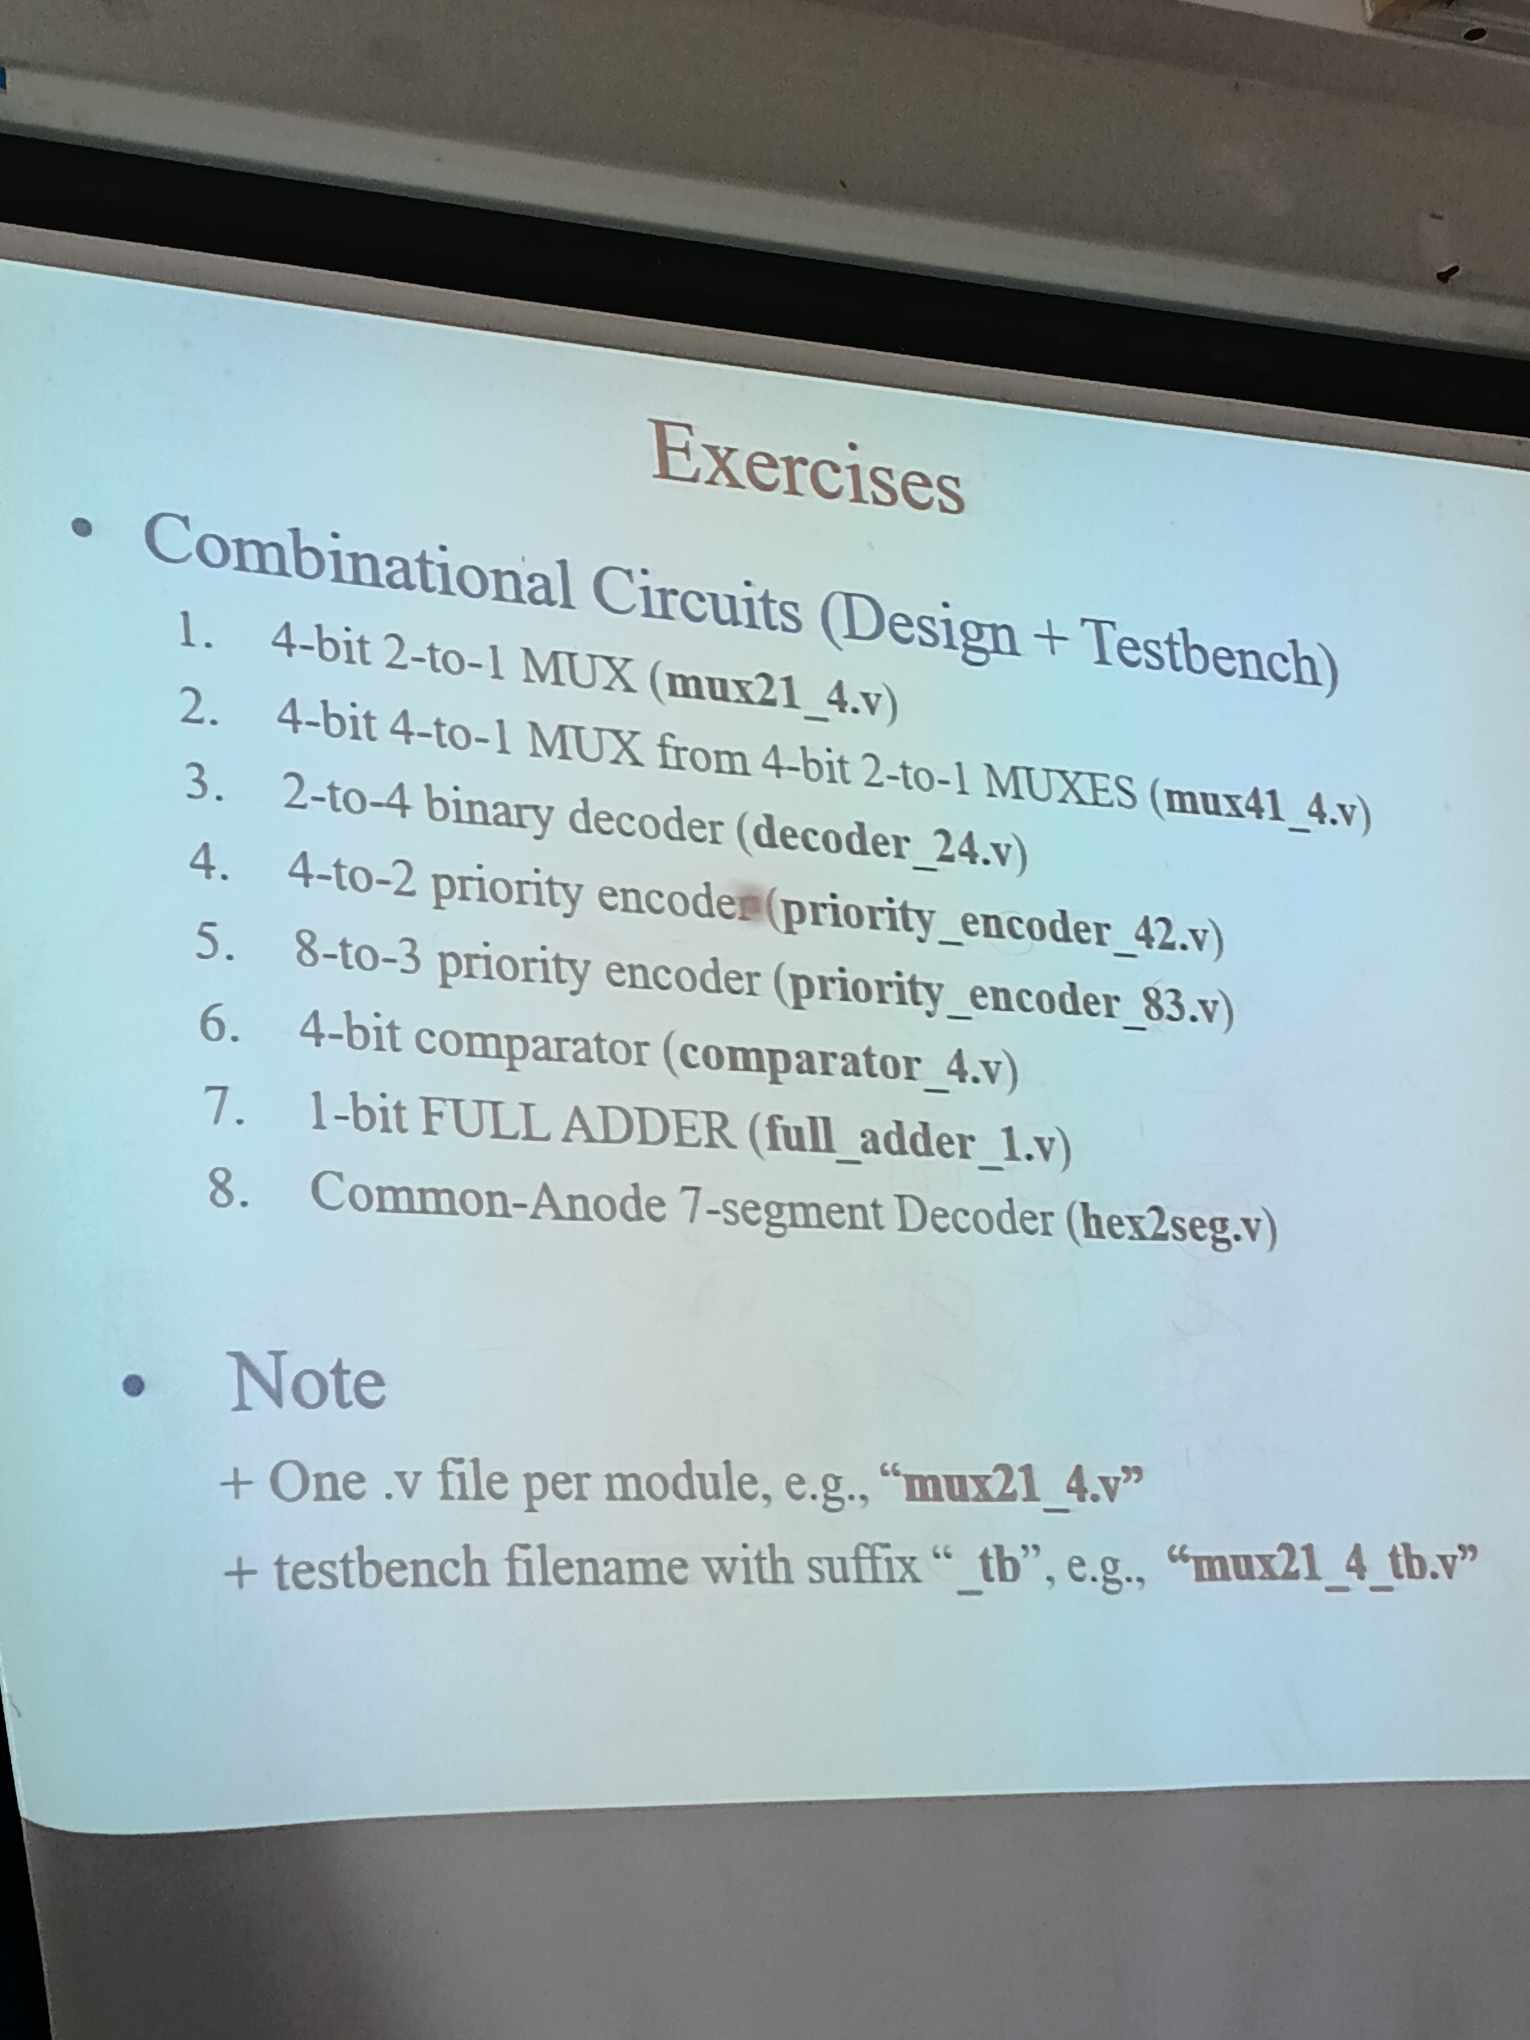 Exercises
• Combinational Circuits (Design + Testbench)
1. 4-bit 2-to-1 MUX (mux21_4.v)
2. 4-bit 4-to-1 MUX from 4-bit 2-to-1 MUXES (mux41_4.v)
3. 2-to-4 binary decoder (decoder_24.v)
4. 4-to-2 priority encoder (priority_encoder_42.v)
5. 8-to-3 priority encoder (priority_encoder_83.v)
6. 4-bit comparator (comparator_4.v)
7. 1-bit FULL ADDER (full_adder_1.v)
8. Common-Anode 7-segment Decoder (hex2seg.v)
• Note
+ One .v file per module, e.g., “mux21_4.v”
+ testbench filename with suffix “_tb”, e.g., “mux21_4_tb.v”